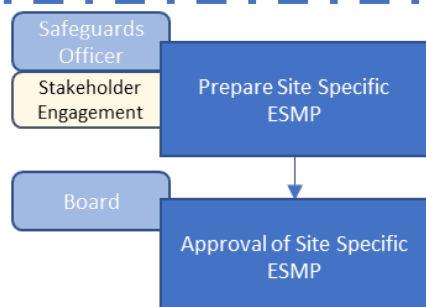 Safeguards
Officer
Stakeholder
Engagement
Prepare Site Specific
ESMP
Board
Approval of Site Specific
ESMP